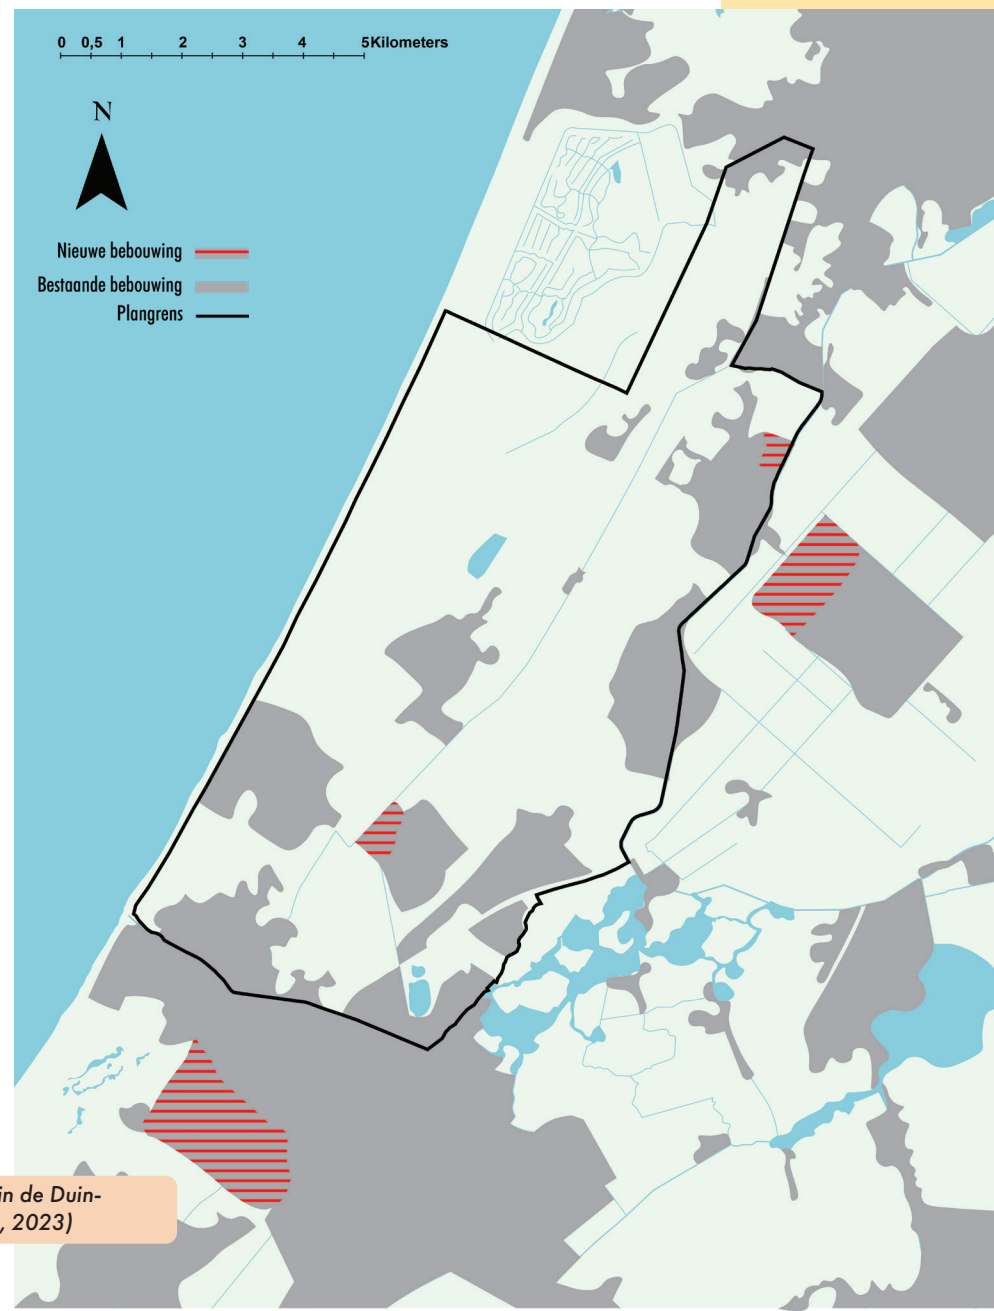 0 0,5 1 2 3 4 5Kilometers
N
Nieuwe bebouwing
Bestaande bebouwing
Plangrens
in de Duin-
, 2023)